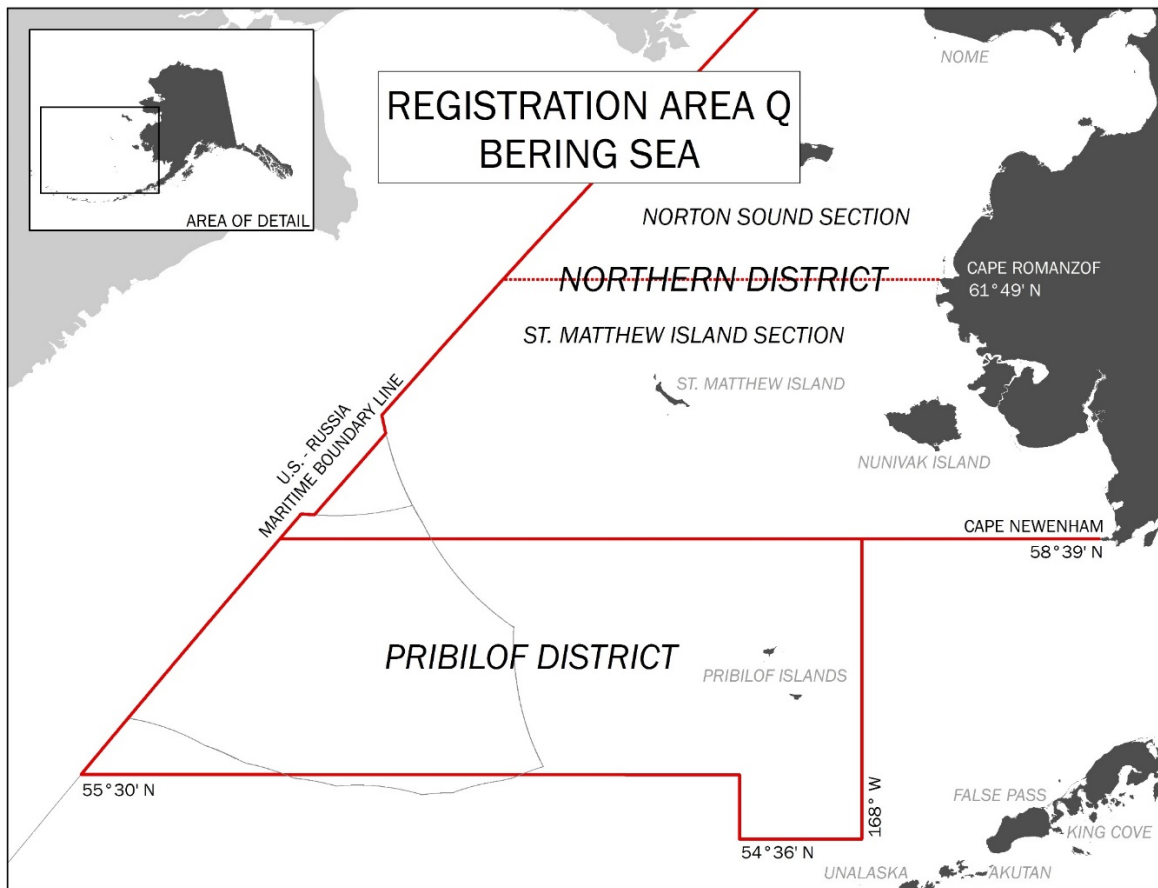 REGISTRATION AREA Q
BERING SEA
AREA OF DETAIL
NOME
NORTON SOUND SECTION
NORTHERN DISTRICT
CAPE ROMANZOF
61°49' N
ST. MATTHEW ISLAND SECTION
ST. MATTHEW ISLAND
NUNIVAK ISLAND
U.S. - RUSSIA
MARITIME BOUNDARY LINE
CAPE NEWENHAM
58°39' N
PRIBILOF DISTRICT
PRIBILOF ISLANDS
55°30' N
168° W
54°36' N
FALSE PASS
KING COVE
UNALASKA
AKUTAN